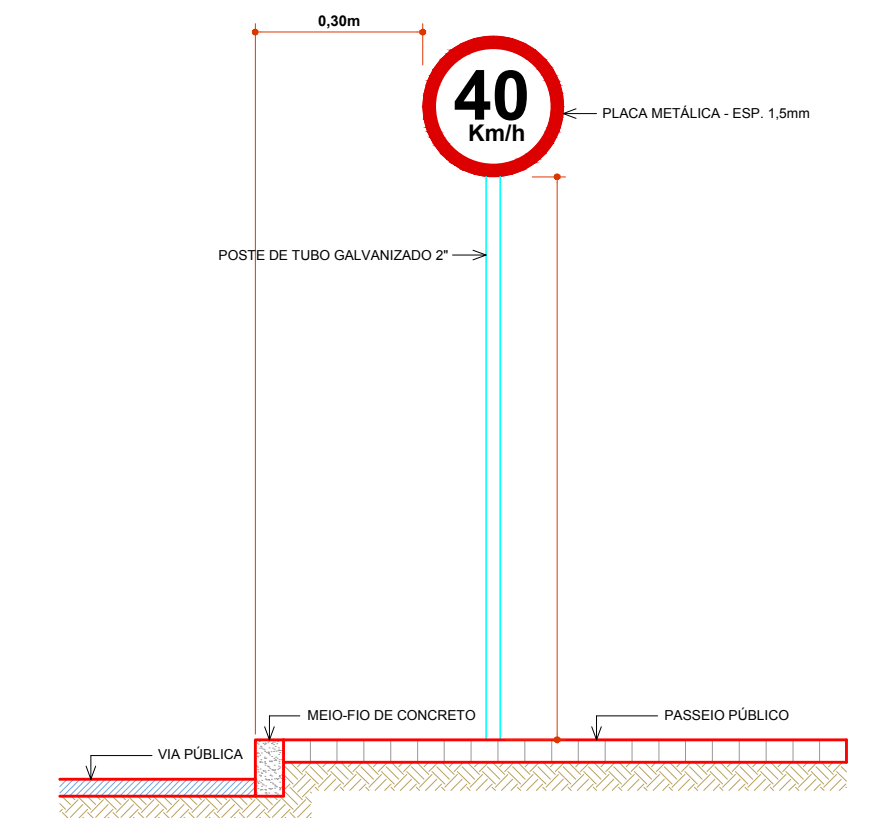 0,30m
40
Km/h
PLACA METÁLICA - ESP. 1,5mm
POSTE DE TUBO GALVANIZADO 2"
MEIO-FIO DE CONCRETO
PASSEIO PÚBLICO
VIA PÚBLICA